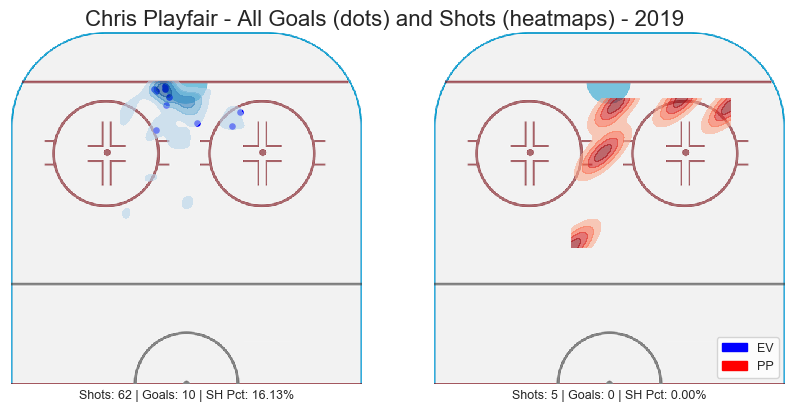 Chris Playfair - All Goals (dots) and Shots (heatmaps) - 2019
EV
PP
Shots: 62 | Goals: 10 | SH Pct: 16.13%
Shots: 5 | Goals: 0 | SH Pct: 0.00%